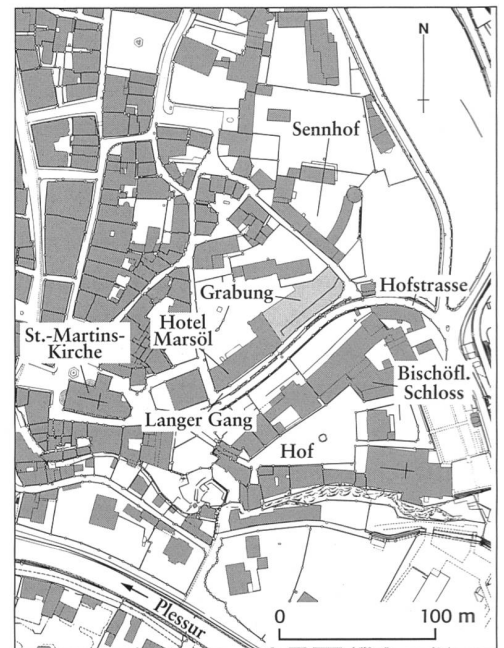 N
Sennhof
Grabung
Hofstrasse
Hotel
Marsöl
St.-Martins-
Kirche
Bischöfl.
Schloss
Langer Gang
Hof
Plessur
0 100 m